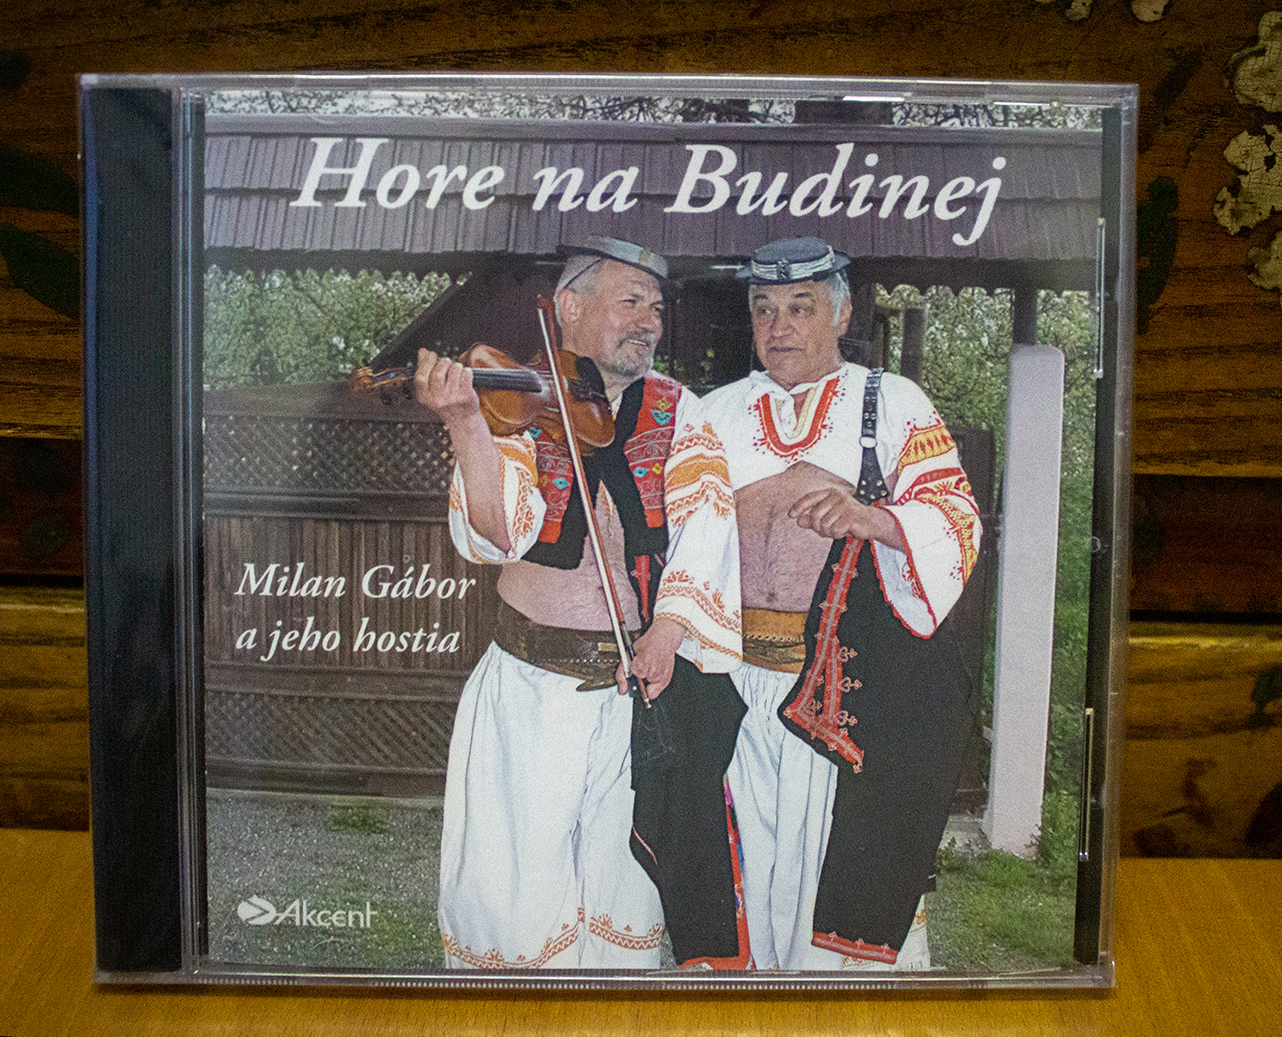 Hore na Budinej
Milan Gábor
a jeho hostia
Akcent